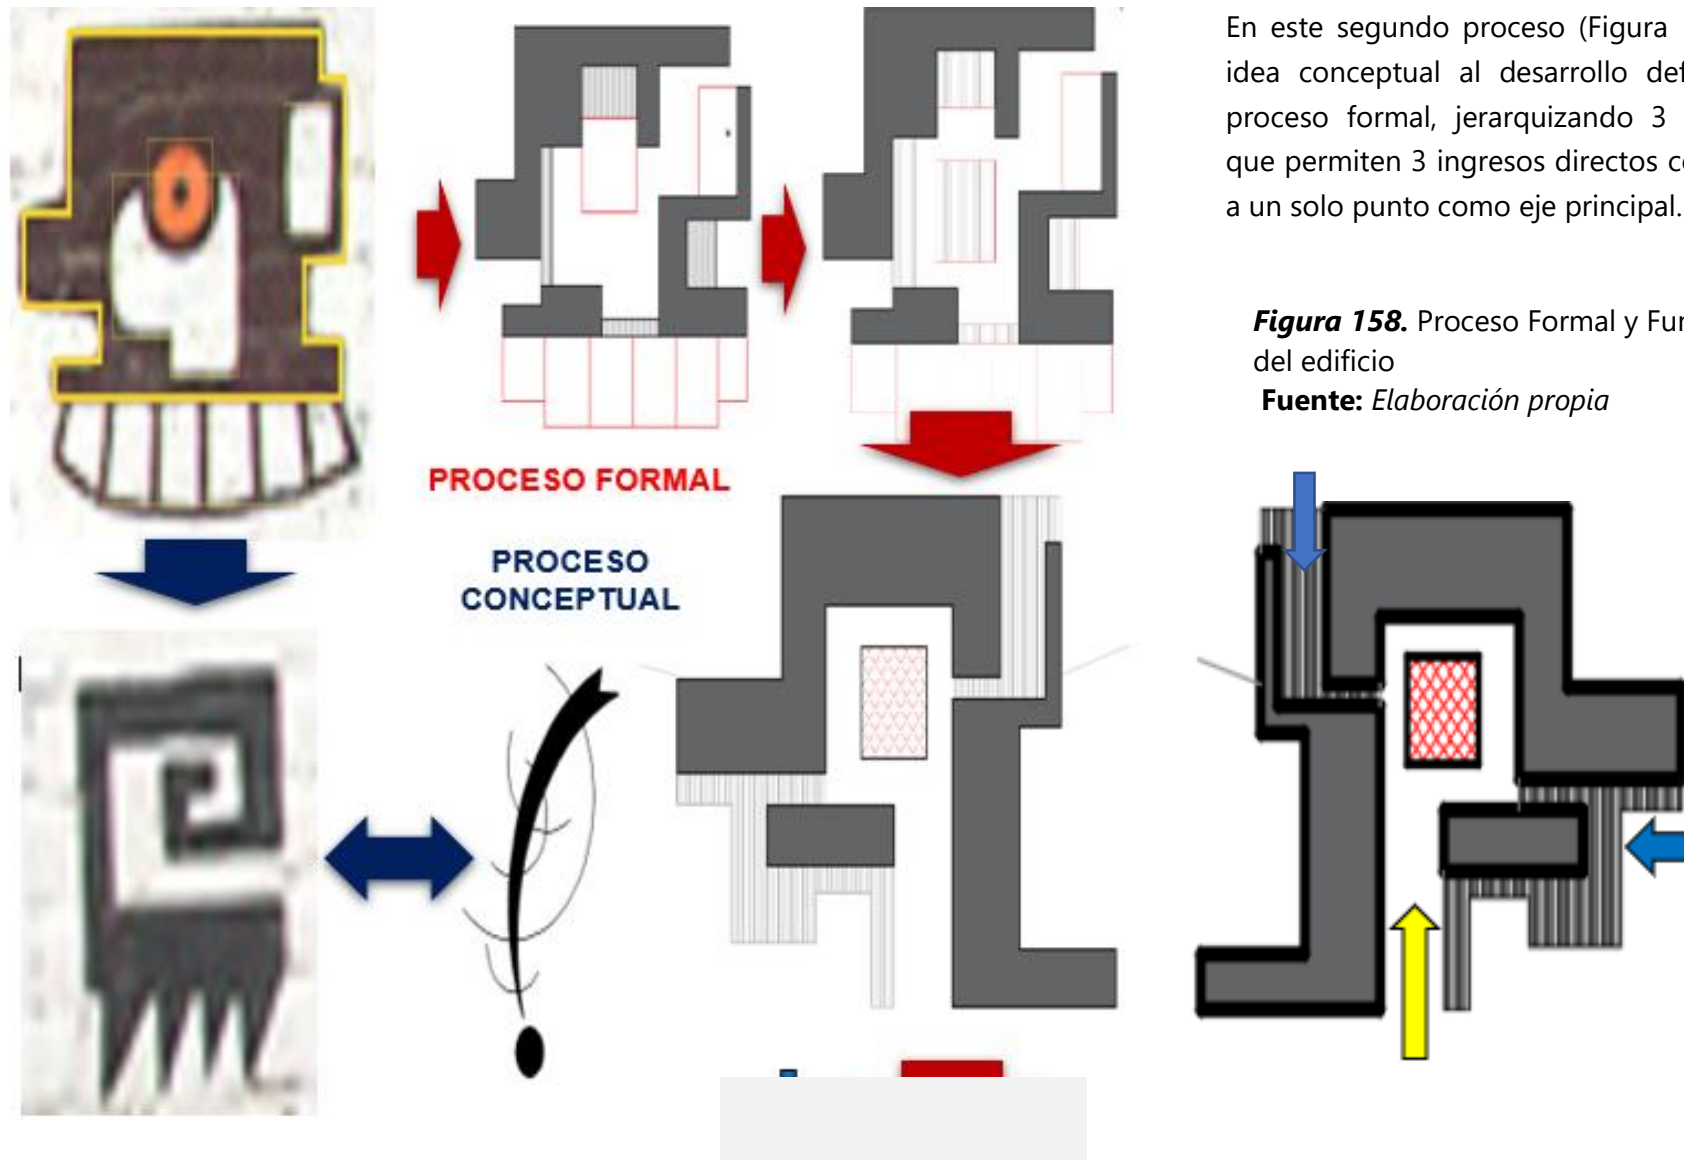 En este segundo proceso (Figura
idea conceptual al desarrollo def
proceso formal, jerarquizando 3
que permiten 3 ingresos directos c
a un solo punto como eje principal.
Figura 158. Proceso Formal y Fu
del edificio
Fuente: Elaboración propia
PROCESO FORMAL
PROCESO
CONCEPTUAL